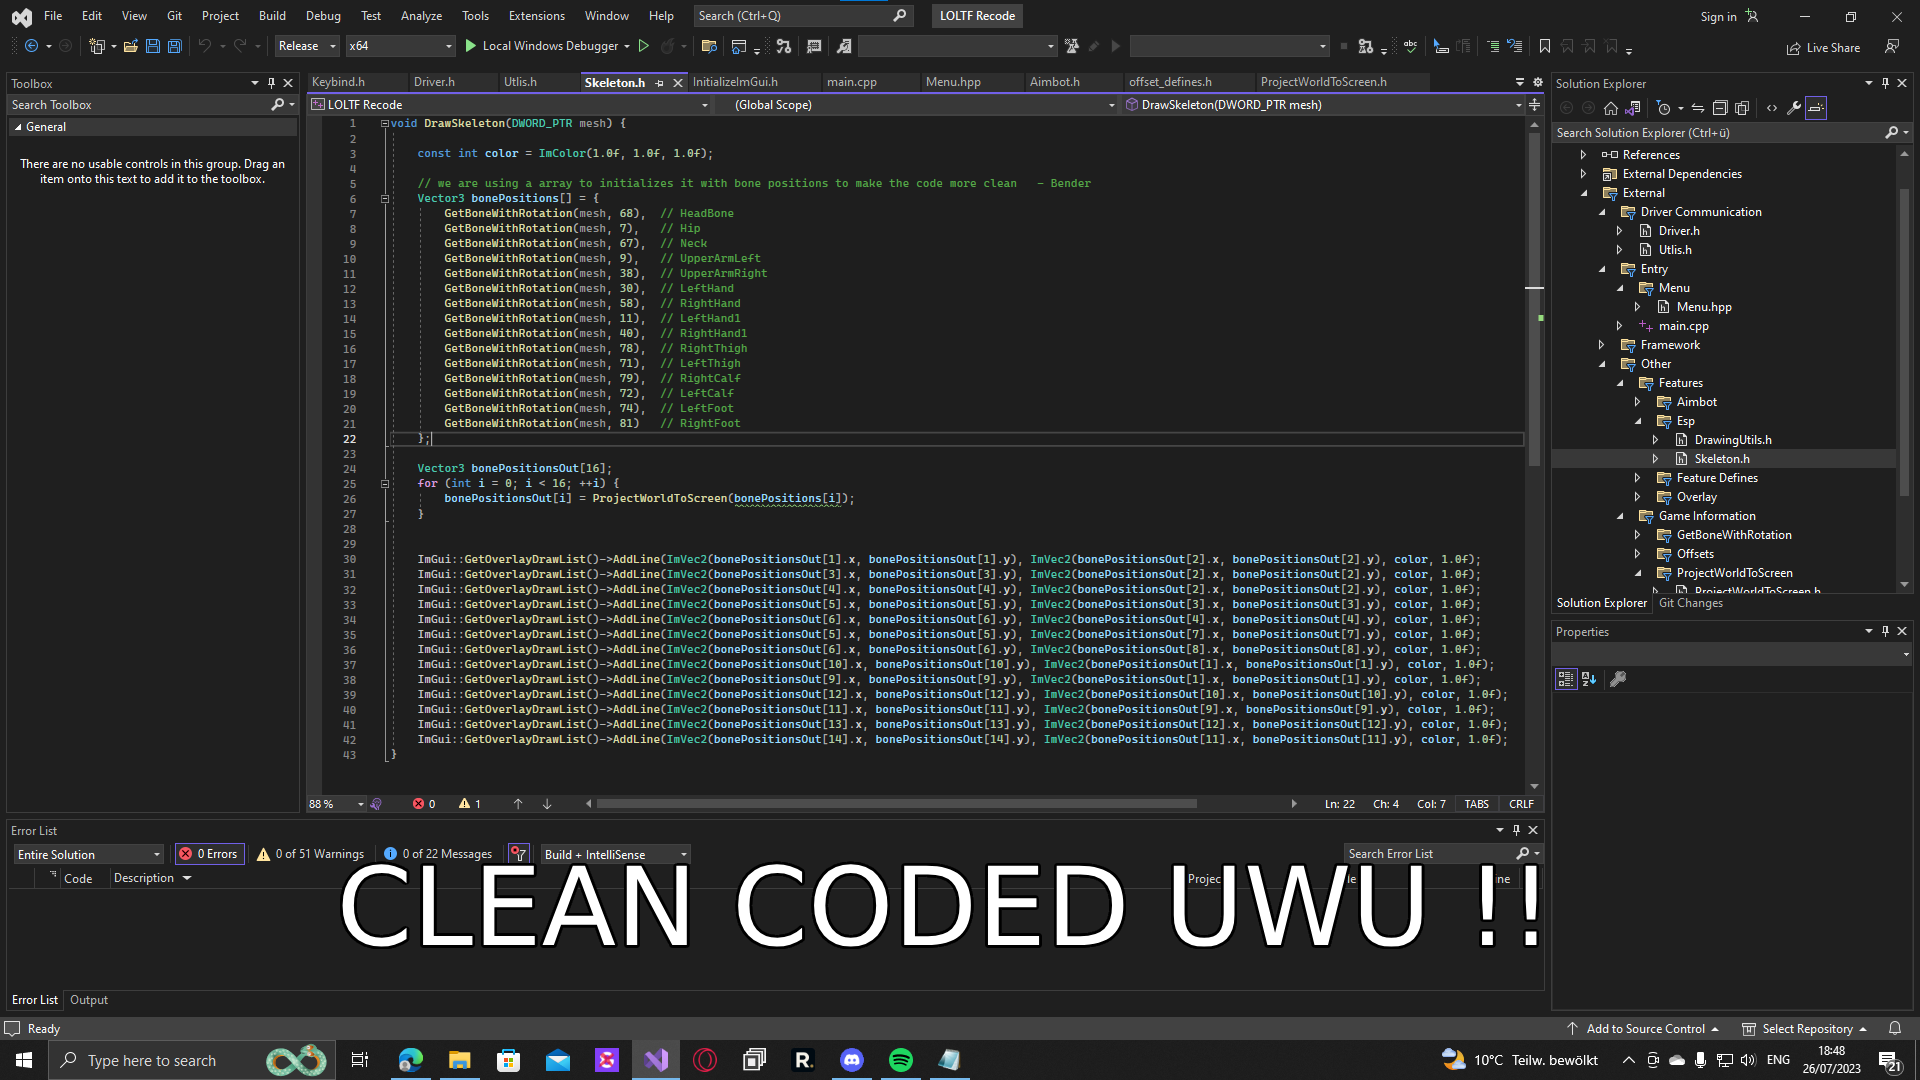 File Edit View Git Project Build Debug Test Analyze Tools Extensions Window Help Search (Ctrl+Q) LOLTF Recode Sign in
Release x64 Local Windows Debugger Live Share
Toolbox
Search Toolbox
General
There are no usable controls in this group. Drag an
item onto this text to add it to the toolbox.
Keybind.h Driver.h Utlis.h Skeleton.h InitializeImGui.h main.cpp Menu.hpp Aimbot.h offset_defines.h ProjectWorldToScreen.h
LOLTF Recode (Global Scope) DrawSkeleton(DWORD_PTR mesh)
1 void DrawSkeleton(DWORD_PTR mesh) {
2
3 const int color = ImColor(1.0f, 1.0f, 1.0f);
4
5 // we are using a array to initializes it with bone positions to make the code more clean - Bender
6 Vector3 bonePositions[] = {
7 GetBoneWithRotation(mesh, 68), // HeadBone
8 GetBoneWithRotation(mesh, 7), // Hip
9 GetBoneWithRotation(mesh, 67), // Neck
10 GetBoneWithRotation(mesh, 9), // UpperArmLeft
11 GetBoneWithRotation(mesh, 38), // UpperArmRight
12 GetBoneWithRotation(mesh, 30), // LeftHand
13 GetBoneWithRotation(mesh, 58), // RightHand
14 GetBoneWithRotation(mesh, 11), // LeftHand1
15 GetBoneWithRotation(mesh, 40), // RightHand1
16 GetBoneWithRotation(mesh, 78), // RightThigh
17 GetBoneWithRotation(mesh, 71), // LeftThigh
18 GetBoneWithRotation(mesh, 79), // RightCalf
19 GetBoneWithRotation(mesh, 72), // LeftCalf
20 GetBoneWithRotation(mesh, 74), // LeftFoot
21 GetBoneWithRotation(mesh, 81) // RightFoot
22 };
23
24 Vector3 bonePositionsOut[16];
25 for (int i = 0; i < 16; ++i) {
26 bonePositionsOut[i] = ProjectWorldToScreen(bonePositions[i]);
27 }
28
29
30 ImGui::GetOverlayDrawList()->AddLine(ImVec2(bonePositionsOut[1].x, bonePositionsOut[1].y), ImVec2(bonePositionsOut[2].x, bonePositionsOut[2].y), color, 1.0f);
31 ImGui::GetOverlayDrawList()->AddLine(ImVec2(bonePositionsOut[3].x, bonePositionsOut[3].y), ImVec2(bonePositionsOut[2].x, bonePositionsOut[2].y), color, 1.0f);
32 ImGui::GetOverlayDrawList()->AddLine(ImVec2(bonePositionsOut[4].x, bonePositionsOut[4].y), ImVec2(bonePositionsOut[2].x, bonePositionsOut[2].y), color, 1.0f);
33 ImGui::GetOverlayDrawList()->AddLine(ImVec2(bonePositionsOut[5].x, bonePositionsOut[5].y), ImVec2(bonePositionsOut[3].x, bonePositionsOut[3].y), color, 1.0f);
34 ImGui::GetOverlayDrawList()->AddLine(ImVec2(bonePositionsOut[6].x, bonePositionsOut[6].y), ImVec2(bonePositionsOut[4].x, bonePositionsOut[4].y), color, 1.0f);
35 ImGui::GetOverlayDrawList()->AddLine(ImVec2(bonePositionsOut[5].x, bonePositionsOut[5].y), ImVec2(bonePositionsOut[7].x, bonePositionsOut[7].y), color, 1.0f);
36 ImGui::GetOverlayDrawList()->AddLine(ImVec2(bonePositionsOut[6].x, bonePositionsOut[6].y), ImVec2(bonePositionsOut[8].x, bonePositionsOut[8].y), color, 1.0f);
37 ImGui::GetOverlayDrawList()->AddLine(ImVec2(bonePositionsOut[10].x, bonePositionsOut[10].y), ImVec2(bonePositionsOut[1].x, bonePositionsOut[1].y), color, 1.0f);
38 ImGui::GetOverlayDrawList()->AddLine(ImVec2(bonePositionsOut[9].x, bonePositionsOut[9].y), ImVec2(bonePositionsOut[1].x, bonePositionsOut[1].y), color, 1.0f);
39 ImGui::GetOverlayDrawList()->AddLine(ImVec2(bonePositionsOut[12].x, bonePositionsOut[12].y), ImVec2(bonePositionsOut[10].x, bonePositionsOut[10].y), color, 1.0f);
40 ImGui::GetOverlayDrawList()->AddLine(ImVec2(bonePositionsOut[11].x, bonePositionsOut[11].y), ImVec2(bonePositionsOut[9].x, bonePositionsOut[9].y), color, 1.0f);
41 ImGui::GetOverlayDrawList()->AddLine(ImVec2(bonePositionsOut[13].x, bonePositionsOut[13].y), ImVec2(bonePositionsOut[12].x, bonePositionsOut[12].y), color, 1.0f);
42 ImGui::GetOverlayDrawList()->AddLine(ImVec2(bonePositionsOut[14].x, bonePositionsOut[14].y), ImVec2(bonePositionsOut[11].x, bonePositionsOut[11].y), color, 1.0f);
43 }
88 % 0 1 Ln: 22 Ch: 4 Col: 7 TABS CRLF
Solution Explorer
Search Solution Explorer (Ctrl+ü)
References
External Dependencies
External
Driver Communication
Driver.h
Utlis.h
Entry
Menu
Menu.hpp
main.cpp
Framework
Other
Features
Aimbot
Esp
DrawingUtils.h
Skeleton.h
Feature Defines
Overlay
Game Information
GetBoneWithRotation
Offsets
ProjectWorldToScreen
ProjectWorldToScreen.h
Solution Explorer Git Changes
Properties
Error List
Entire Solution 0 Errors 0 of 51 Warnings 0 of 22 Messages Build + IntelliSense Search Error List
Code Description
CLEAN CODED UWU !!
Error List Output
Ready Add to Source Control Select Repository
Type here to search 10°C Teilw. bewölkt ENG 18:48
26/07/2023 21